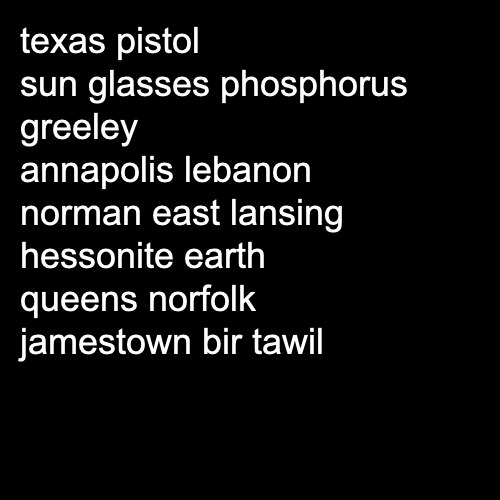 texas pistol
sun glasses phosphorus
greeley
annapolis lebanon
norman east lansing
hessonite earth
queens norfolk
jamestown bir tawil